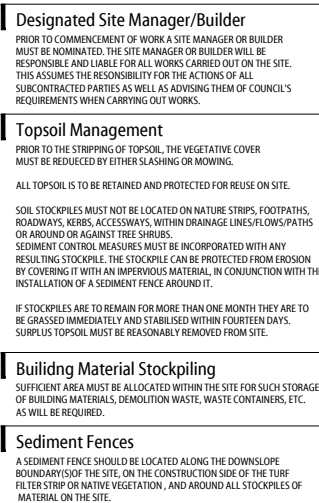 Designated Site Manager/Builder
PRIOR TO COMMENCEMENT OF WORK A SITE MANAGER OR BUILDER
MUST BE NOMINATED. THE SITE MANAGER OR BUILDER WILL BE
RESPONSIBLE AND LIABLE FOR ALL WORKS CARRIED OUT ON THE SITE.
THIS ASSUMES THE RESONSIBILITY FOR THE ACTIONS OF ALL
SUBCONTRACTED PARTIES AS WELL AS ADVISING THEM OF COUNCIL'S
REQUIREMENTS WHEN CARRYING OUT WORKS.
Topsoil Management
PRIOR TO THE STRIPPING OF TOPSOIL, THE VEGETATIVE COVER
MUST BE REDUECED BY EITHER SLASHING OR MOWING.
ALL TOPSOIL IS TO BE RETAINED AND PROTECTED FOR REUSE ON SITE.
SOIL STOCKPILES MUST NOT BE LOCATED ON NATURE STRIPS, FOOTPATHS,
ROADWAYS, KERBS, ACCESSWAYS, WITHIN DRAINAGE LINES/FLOWS/PATHS
OR AROUND OR AGAINST TREE SHRUBS.
SEDIMENT CONTROL MEASURES MUST BE INCORPORATED WITH ANY
RESULTING STOCKPILE. THE STOCKPILE CAN BE PROTECTED FROM EROSION
BY COVERING IT WITH AN IMPERVIOUS MATERIAL, IN CONJUNCTION WITH TH
INSTALLATION OF A SEDIMENT FENCE AROUND IT.
IF STOCKPILES ARE TO REMAIN FOR MORE THAN ONE MONTH THEY ARE TO
BE GRASSED IMMEDIATELY AND STABILISED WITHIN FOURTEEN DAYS.
SURPLUS TOPSOIL MUST BE REASONABLY REMOVED FROM SITE.
Builidng Material Stockpiling
SUFFICIENT AREA MUST BE ALLOCATED WITHIN THE SITE FOR SUCH STORAGE
OF BUILDING MATERIALS, DEMOLITION WASTE, WASTE CONTAINERS, ETC.
AS WILL BE REQUIRED.
Sediment Fences
A SEDIMENT FENCE SHOULD BE LOCATED ALONG THE DOWNSLOPE
BOUNDARY(S)OF THE SITE, ON THE CONSTRUCTION SIDE OF THE TURF
FILTER STRIP OR NATIVE VEGETATION , AND AROUND ALL STOCKPILES OF
MATERIAL ON THE SITE.